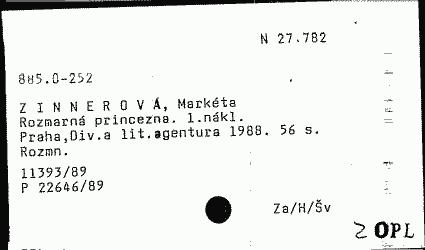 N 27.782
885.0-252
Z I N N E R O V Á, Markéta
Rozmarná princezna. 1.nákl.
Praha,Div.a lit.agentura 1988. 56 s.
Rozmn.
11393/89
P 22646/89
Za/H/Šv
OPL